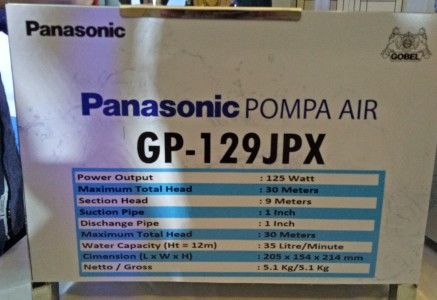 Panasonic
GOBEL
Panasonic POMPA AIR
GP-129JPX
Power Output : 125 Watt
Maximum Total Head : 30 Meters
Section Head : 9 Meters
Suction Pipe : 1 Inch
Discharge Pipe : 1 Inch
Maximum Total Head : 30 Meters
Water Capacity (Ht = 12m) : 35 Litre/Minute
Cimension (L x W x H) : 205 x 154 x 214 mm
Netto / Gross : 5.1 Kg/5.1 Kg